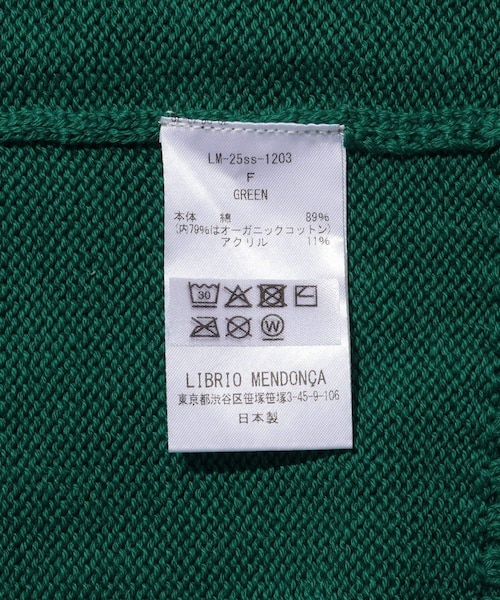 LM-25ss-1203
F
GREEN
本体 綿 89%
(内79%はオーガニックコットン)
アクリル 11%
30
W
LIBRIO MENDONÇA
東京都渋谷区笹塚笹塚3-45-9-106
日本製